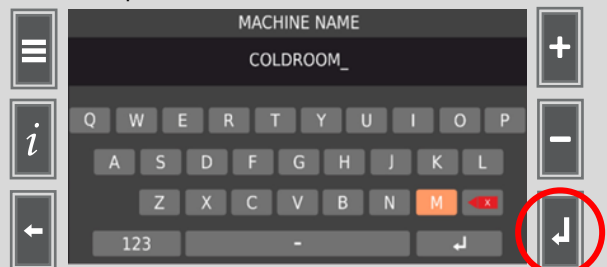 MACHINE NAME
COLDROOM_
Q W E R T Y U I O P
i A S D F G H J K L
Z X C V B N M x
123 -